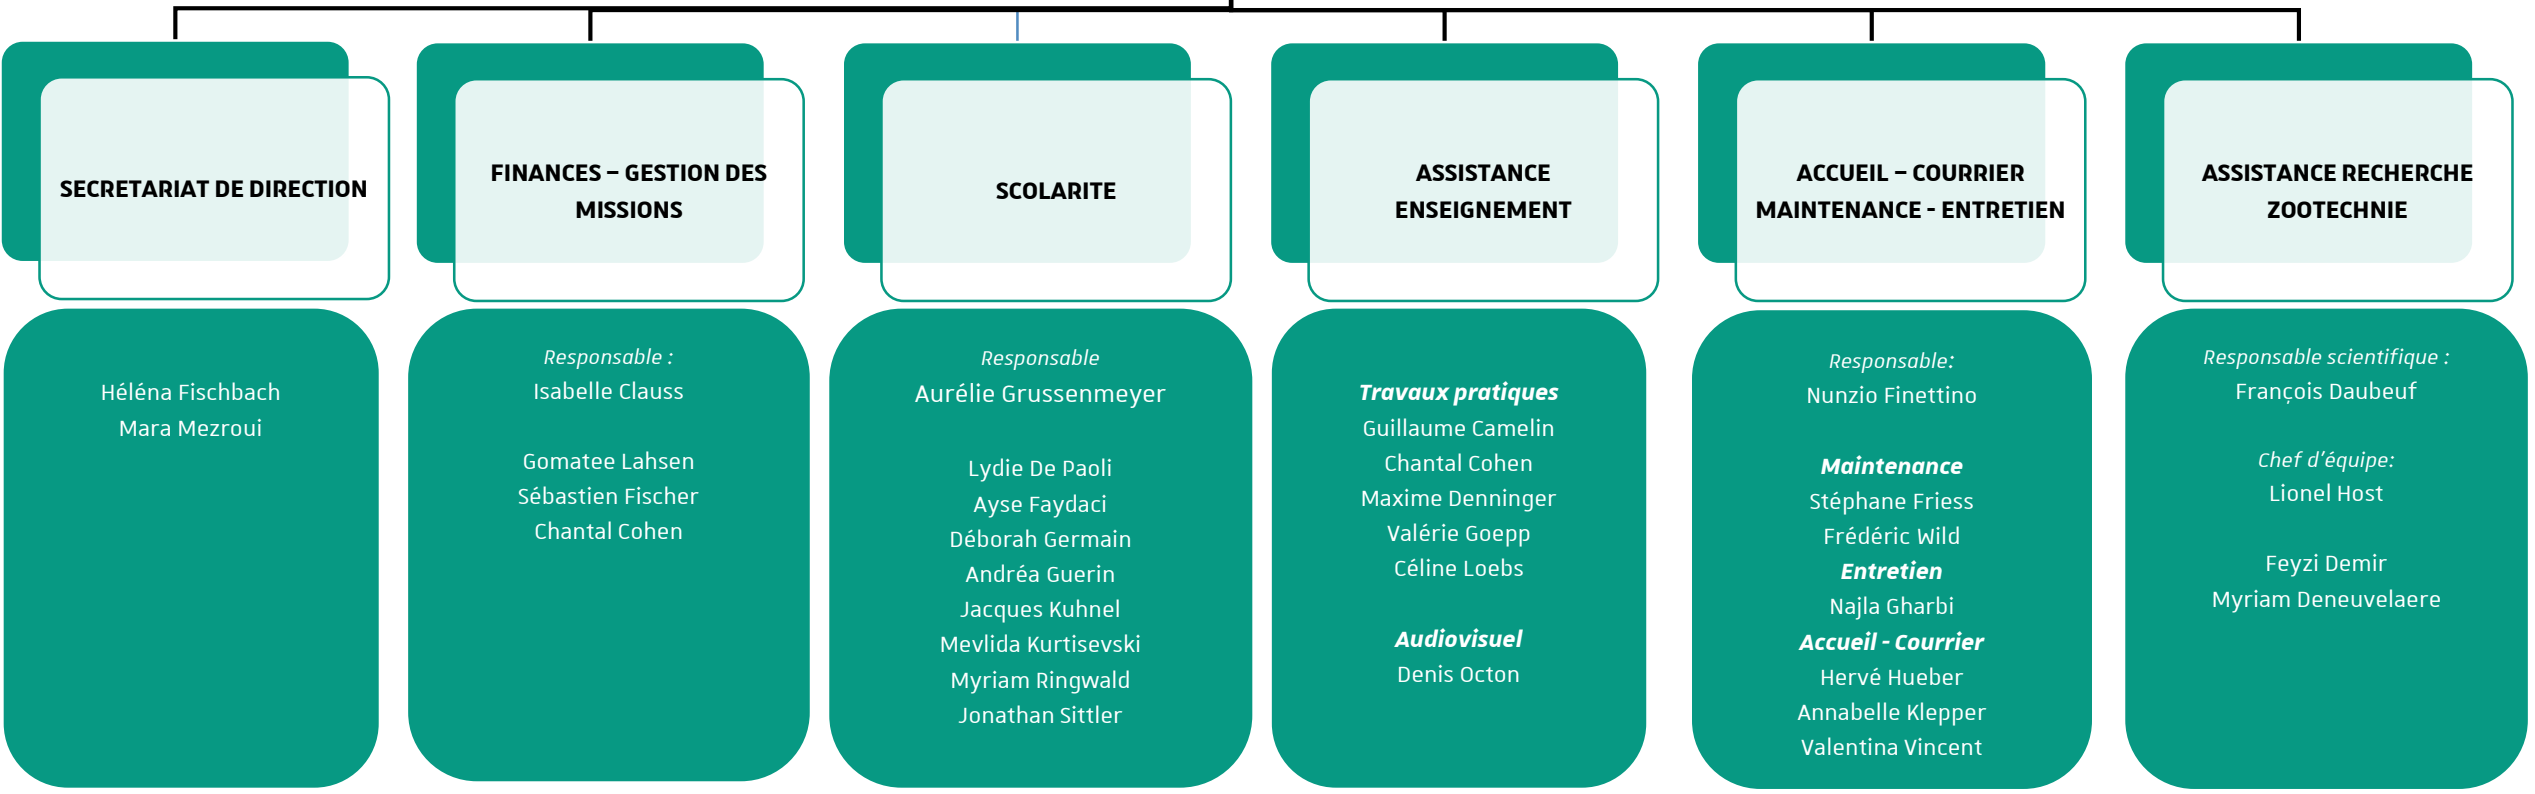 SECRETARIAT DE DIRECTION
Héléna Fischbach
Mara Mezroui
FINANCES – GESTION DES
MISSIONS
Responsable :
Isabelle Clauss
Gomatee Lahsen
Sébastien Fischer
Chantal Cohen
SCOLARITE
Responsable
Aurélie Grussenmeyer
Lydie De Paoli
Ayse Faydaci
Déborah Germain
Andréa Guerin
Jacques Kuhnel
Mevlida Kurtisevski
Myriam Ringwald
Jonathan Sittler
ASSISTANCE
ENSEIGNEMENT
Travaux pratiques
Guillaume Camelin
Chantal Cohen
Maxime Denninger
Valérie Goepp
Céline Loebs
Audiovisuel
Denis Octon
ACCUEIL – COURRIER
MAINTENANCE - ENTRETIEN
Responsable:
Nunzio Finettino
Maintenance
Stéphane Friess
Frédéric Wild
Entretien
Najla Gharbi
Accueil - Courrier
Hervé Hueber
Annabelle Klepper
Valentina Vincent
ASSISTANCE RECHERCHE
ZOOTECHNIE
Responsable scientifique :
François Daubeuf
Chef d'équipe:
Lionel Host
Feyzi Demir
Myriam Deneuvelaere